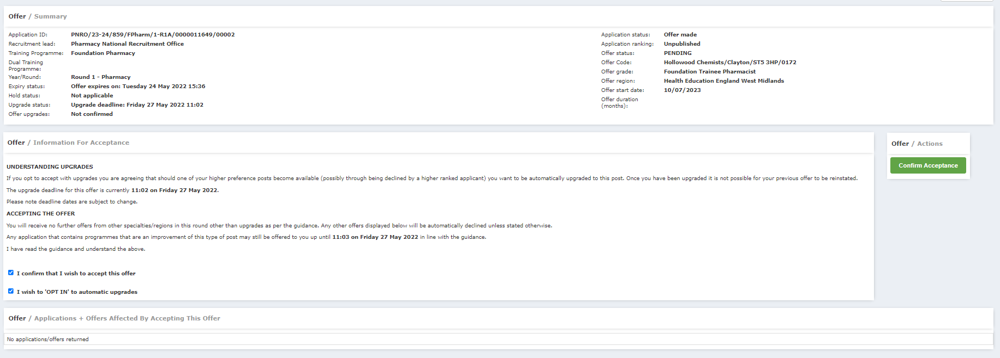 Offer / Summary
Application ID: PNRO/23-24/859/FPharm/1-R1A/0000011649/00002
Recruitment lead: Pharmacy National Recruitment Office
Training Programme: Foundation Pharmacy
Dual Training
Programme:
Year/Round: Round 1 - Pharmacy
Expiry status: Offer expires on: Tuesday 24 May 2022 15:36
Hold status: Not applicable
Upgrade status: Upgrade deadline: Friday 27 May 2022 11:02
Offer upgrades: Not confirmed
Application status: Offer made
Application ranking: Unpublished
Offer status: PENDING
Offer Code: Hollowood Chemists/Clayton/ST5 3HP/0172
Offer grade: Foundation Trainee Pharmacist
Offer region: Health Education England West Midlands
Offer start date: 10/07/2023
Offer duration
(months):
Offer / Information For Acceptance
UNDERSTANDING UPGRADES
If you opt to accept with upgrades you are agreeing that should one of your higher preference posts become available (possibly through being declined by a higher ranked applicant) you want to be automatically upgraded to this post. Once you have been upgraded it is not possible for your previous offer to be reinstated.
The upgrade deadline for this offer is currently 11:02 on Friday 27 May 2022.
Please note deadline dates are subject to change.
ACCEPTING THE OFFER
You will receive no further offers from other specialties/regions in this round other than upgrades as per the guidance. Any other offers displayed below will be automatically declined unless stated otherwise.
Any application that contains programmes that are an improvement of this type of post may still be offered to you up until 11:03 on Friday 27 May 2022 in line with the guidance.
I have read the guidance and understand the above.
I confirm that I wish to accept this offer
I wish to 'OPT IN' to automatic upgrades
Offer / Actions
Confirm Acceptance
Offer / Applications + Offers Affected By Accepting This Offer
No applications/offers returned